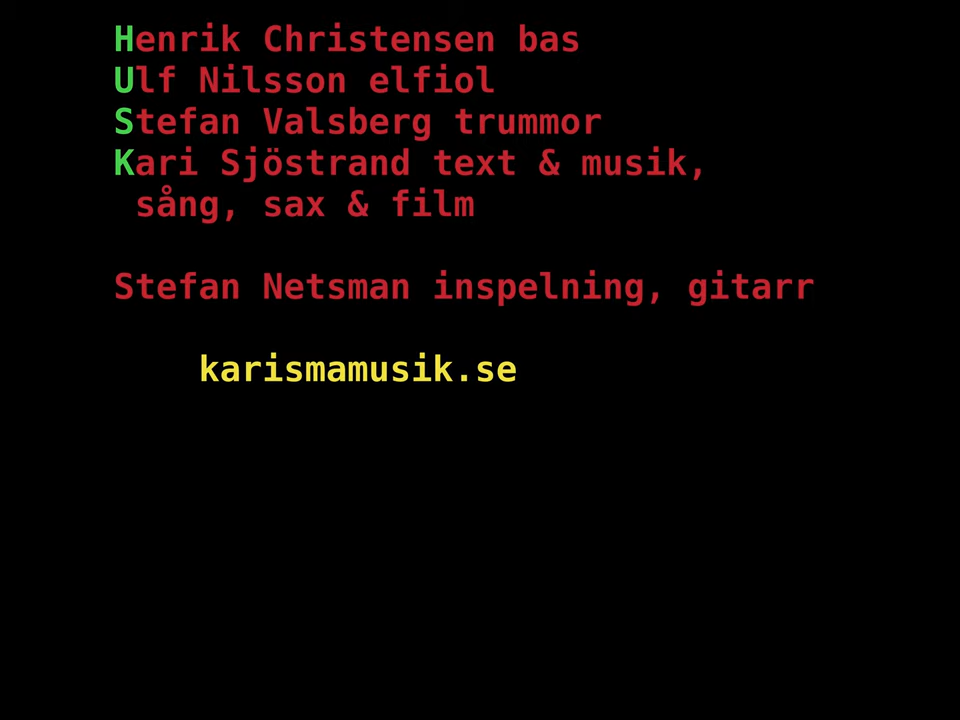 Henrik Christensen bas
Ulf Nilsson elfiol
Stefan Valsberg trummor
Kari Sjöstrand text & musik,
sång, sax & film
Stefan Netsman inspelning, gitarr
karismamusik.se